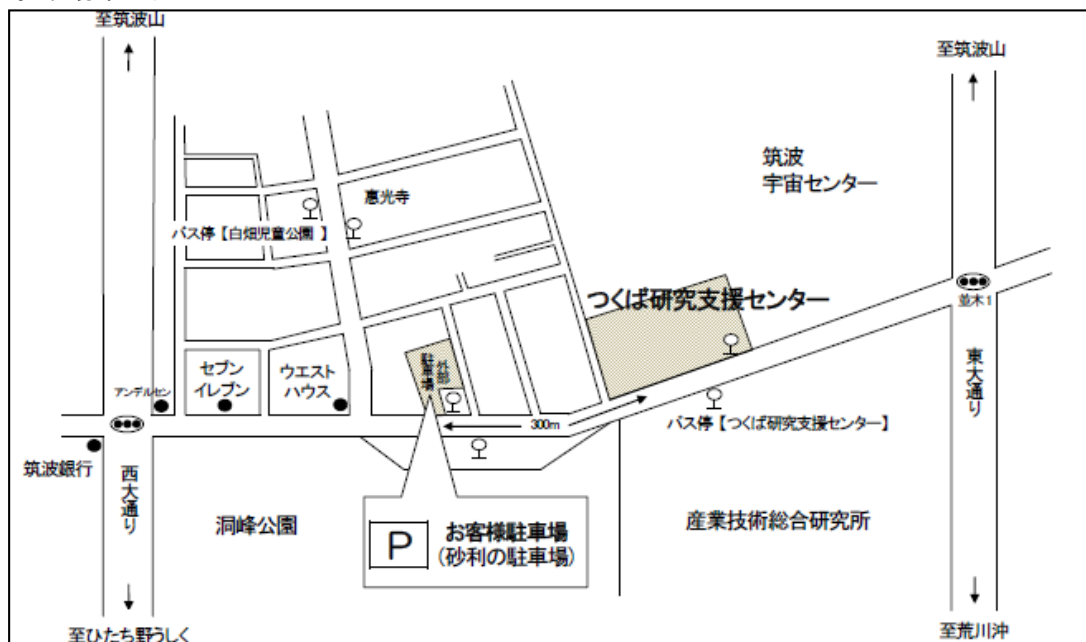 至筑波山
至筑波山
筑波
宇宙センター
恵光寺
バス停【白畑児童公園 】
つくば研究支援センター
並木1
セブン
イレブン
ウエスト
ハウス
外部
駐車場
東大通り
アンデルセン
300m
バス停【つくば研究支援センター】
筑波銀行
西大通り
洞峰公園
P
お客様駐車場
(砂利の駐車場)
産業技術総合研究所
至ひたち野うしく
至荒川沖